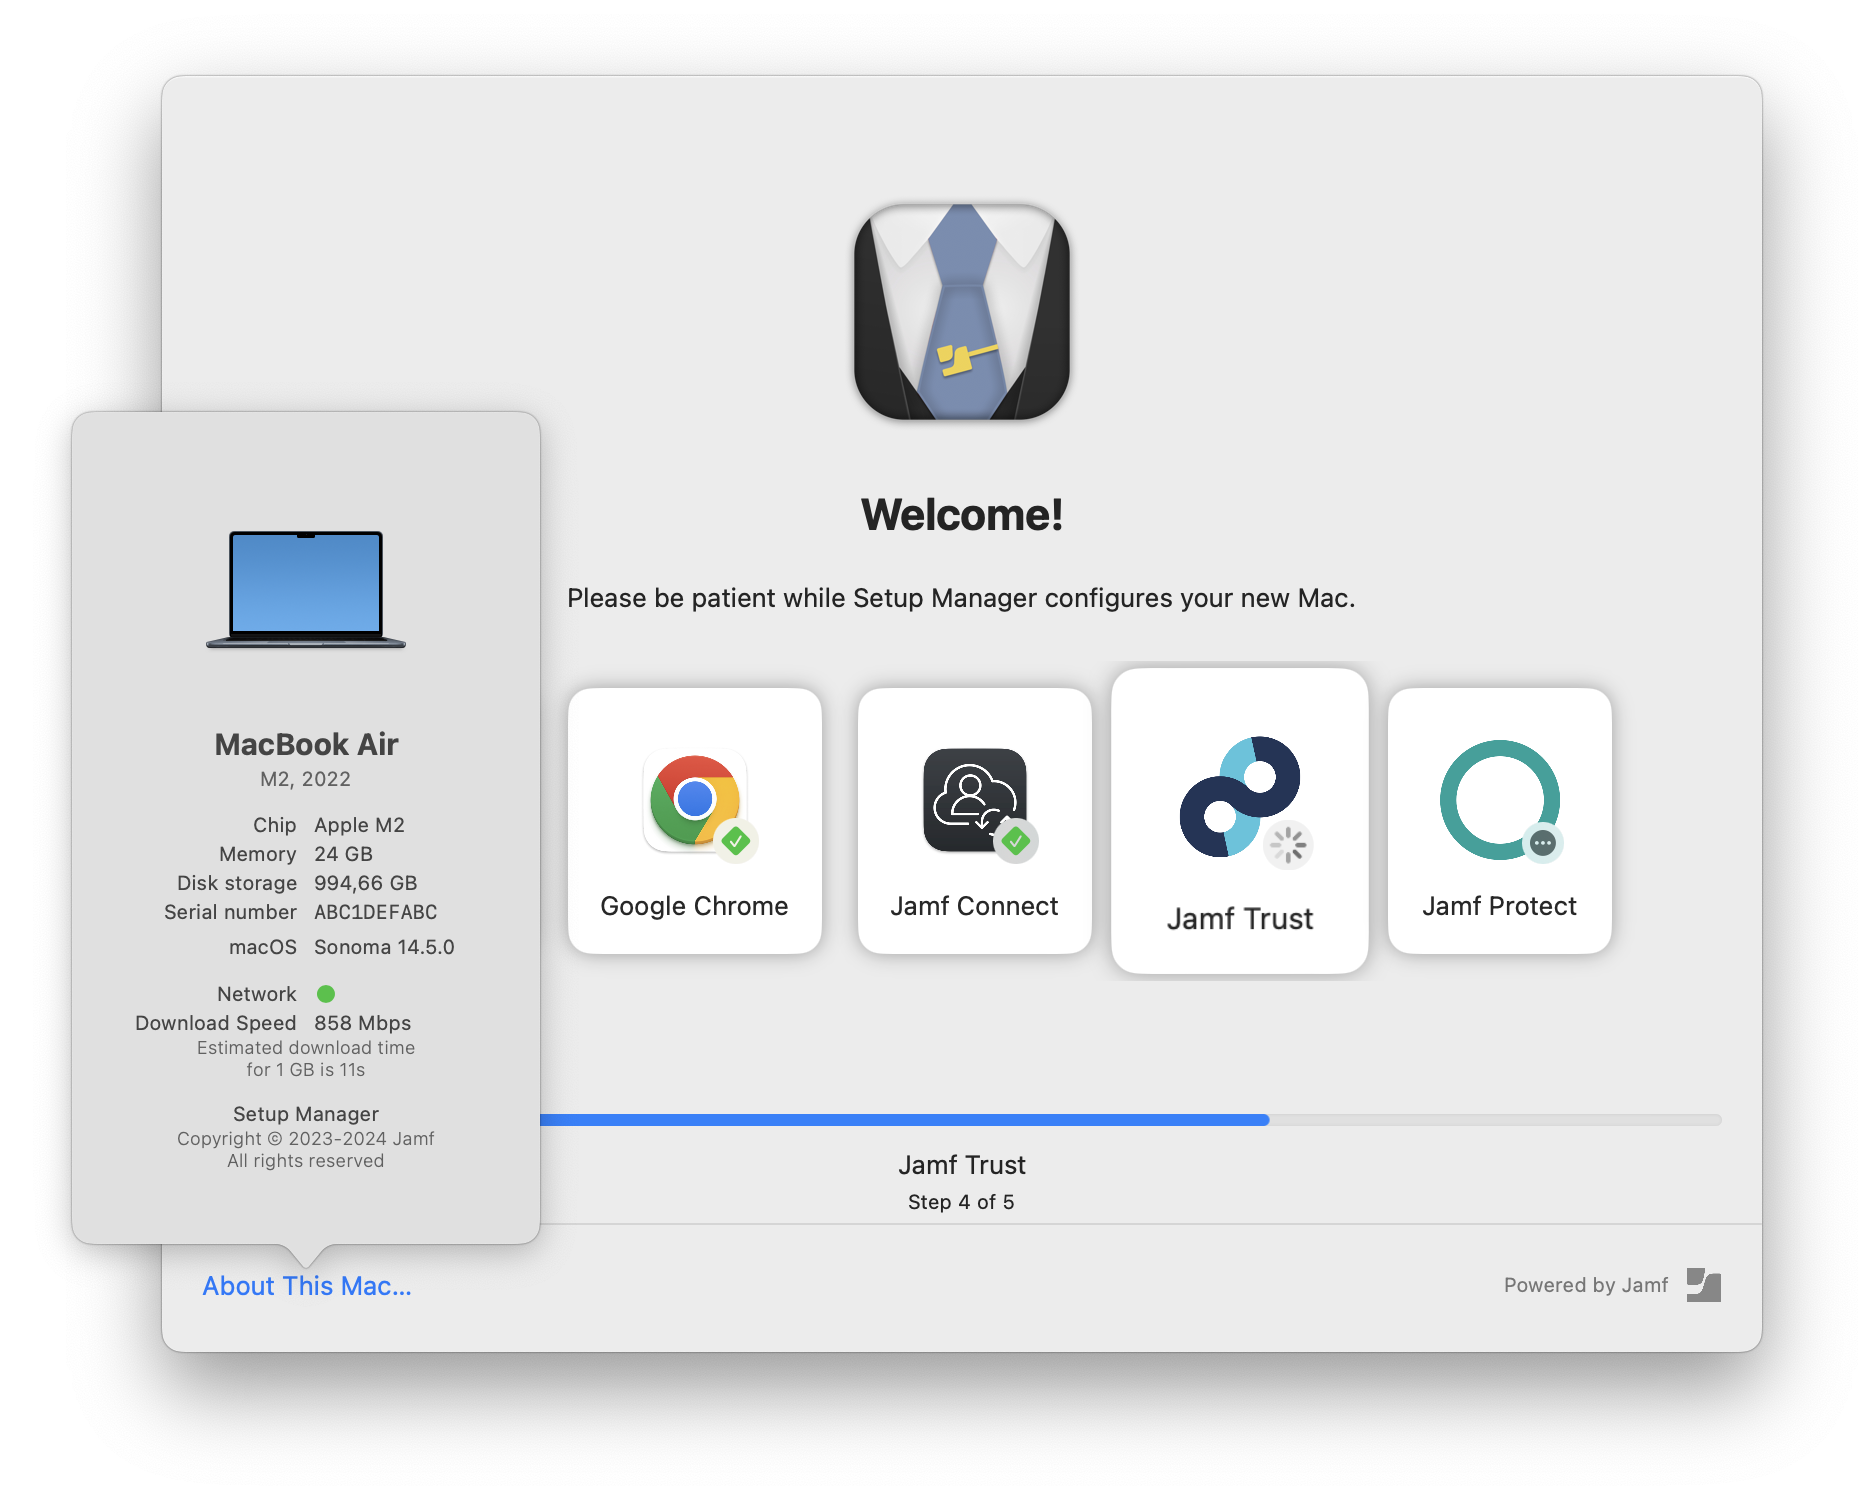 Welcome!
Please be patient while Setup Manager configures your new Mac.
Google Chrome
Jamf Connect
Jamf Trust
Jamf Protect
Jamf Trust
Step 4 of 5
MacBook Air
M2, 2022
Chip Apple M2
Memory 24 GB
Disk storage 994,66 GB
Serial number ABC1DEFABC
macOS Sonoma 14.5.0
Network
Download Speed 858 Mbps
Estimated download time
for 1 GB is 11s
Setup Manager
Copyright © 2023-2024 Jamf
All rights reserved
About This Mac...
Powered by Jamf